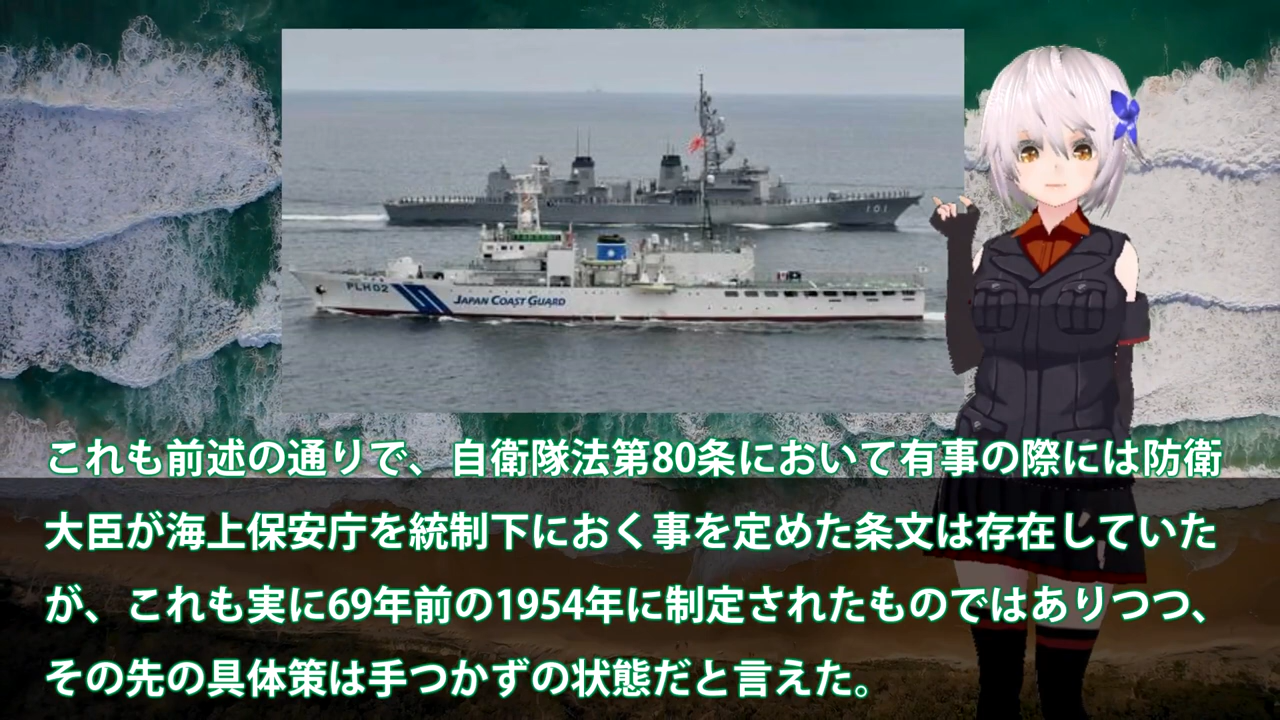 101
PLH02
JAPAN COAST GUARD
これも前述の通りで、自衛隊法第80条において有事の際には防衛
大臣が海上保安庁を統制下におく事を定めた条文は存在していた
が、これも実に69年前の1954年に制定されたものではありつつ、
その先の具体策は手つかずの状態だと言えた。